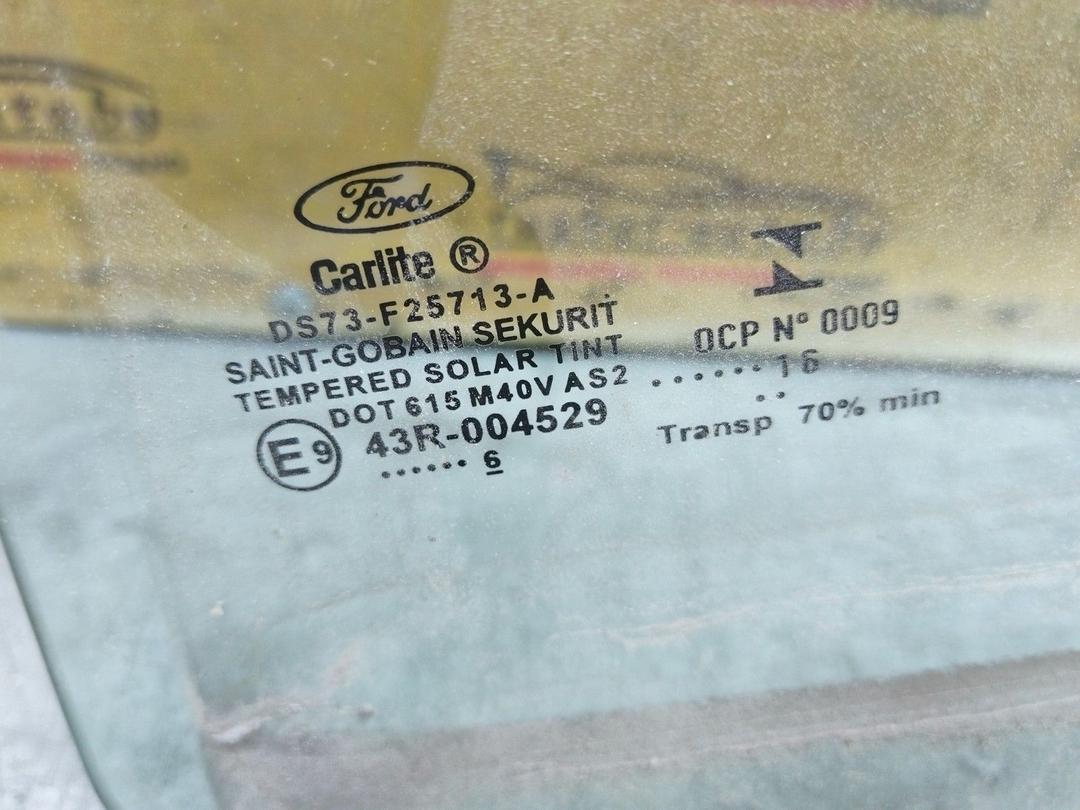 Ford
Carlite ®
DS73-F25713-A
SAINT-GOBAIN SEKURIT
TEMPERED SOLAR TINT
DOT 615 M40V AS2
E9 43R-004529
...... 6
OCP N° 0009
....... 16
..
Transp 70% min